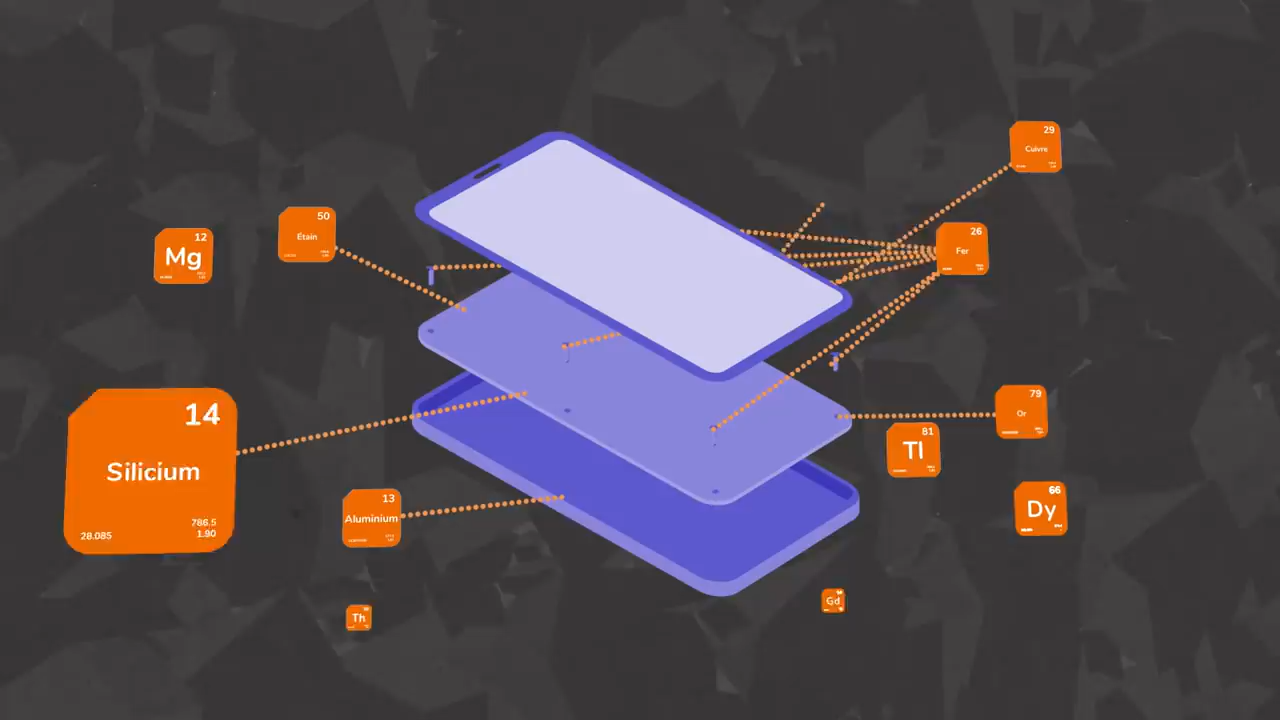 29
Cuivre
50
Étain
26
Fer
12
Mg
14
Silicium
28.085
786.5
1.90
79
Or
81
Tl
66
Dy
13
Aluminium
Th
Gd